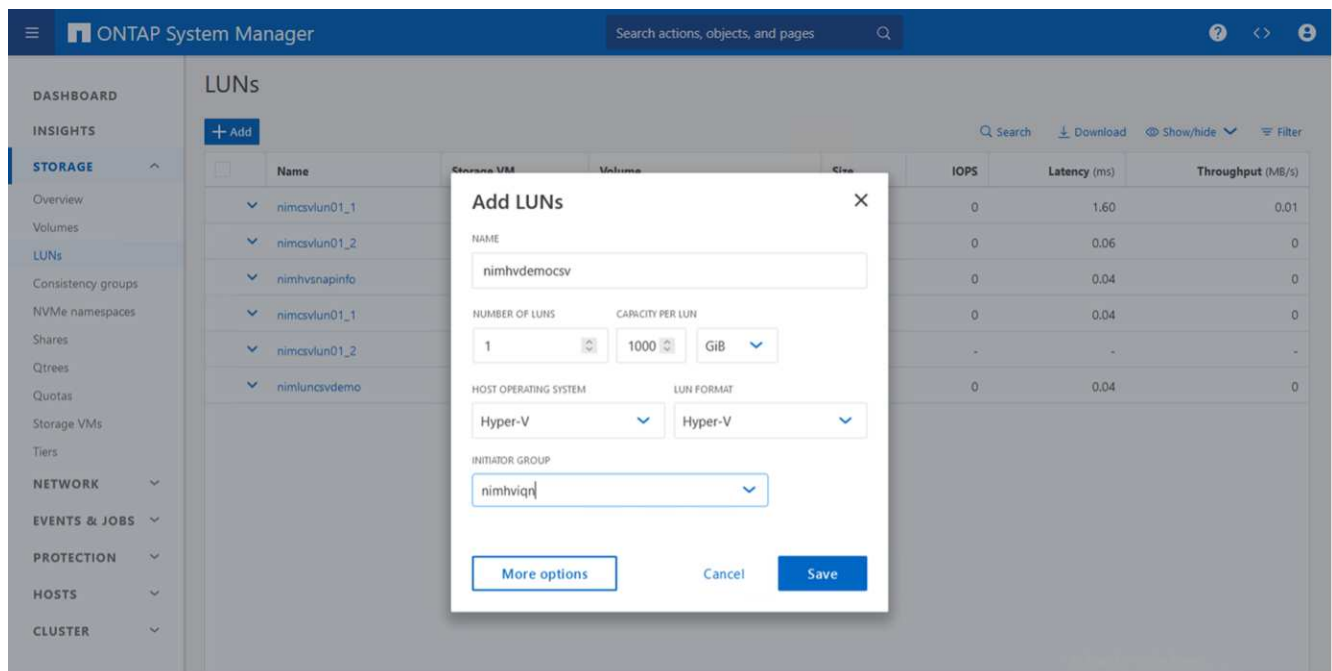 ONTAP System Manager
Search actions, objects, and pages
?
<>
DASHBOARD
INSIGHTS
STORAGE
Overview
Volumes
LUNs
Consistency groups
NVMe namespaces
Shares
Qtrees
Quotas
Storage VMs
Tiers
NETWORK
EVENTS & JOBS
PROTECTION
HOSTS
CLUSTER
LUNs
+ Add
Search Download Show/hide Filter
Name Storage VM Volume Size IOPS Latency (ms) Throughput (MB/s)
nimcsvlun01_1 0 1.60 0.01
nimcsvlun01_2 0 0.06 0
nimhvsnapinfo 0 0.04 0
nimcsvlun01_1 0 0.04 0
nimcsvlun01_2 - - -
nimluncsvdemo 0 0.04 0
Add LUNs
NAME
nimhvdemocsv
NUMBER OF LUNS CAPACITY PER LUN
1 1000 GiB
HOST OPERATING SYSTEM LUN FORMAT
Hyper-V Hyper-V
INITIATOR GROUP
nimhviqn
More options Cancel Save